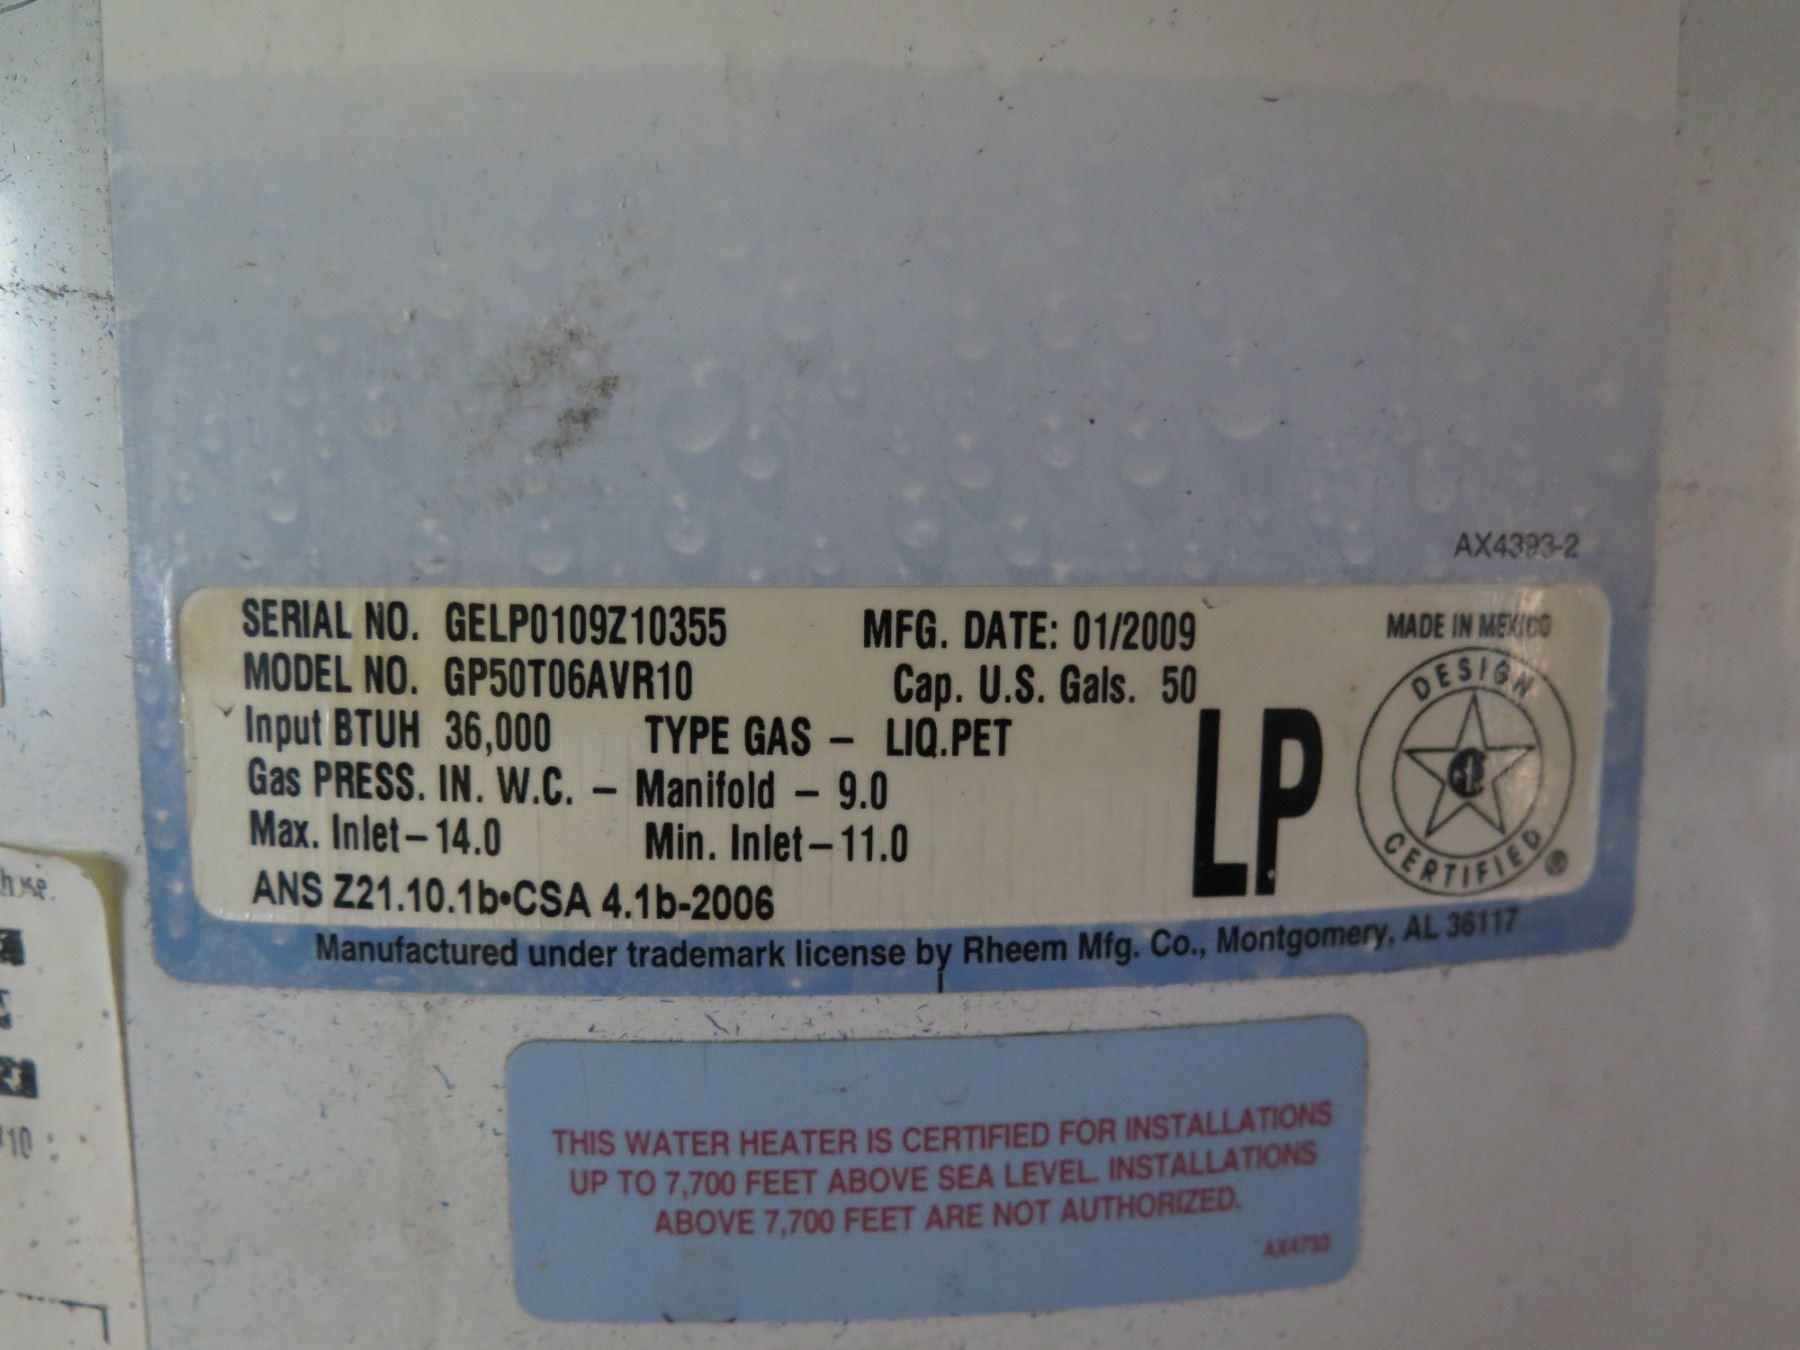 AX4393-2
SERIAL NO. GELP0109Z10355 MFG. DATE: 01/2009 MADE IN MEXICO
MODEL NO. GP50T06AVR10 Cap. U.S. Gals. 50
Input BTUH 36,000 TYPE GAS – LIQ.PET
Gas PRESS. IN. W.C. – Manifold – 9.0
Max. Inlet – 14.0 Min. Inlet – 11.0
LP
DESIGN
CERTIFIED ®
ANS Z21.10.1b•CSA 4.1b-2006
Manufactured under trademark license by Rheem Mfg. Co., Montgomery, AL 36117
THIS WATER HEATER IS CERTIFIED FOR INSTALLATIONS
UP TO 7,700 FEET ABOVE SEA LEVEL. INSTALLATIONS
ABOVE 7,700 FEET ARE NOT AUTHORIZED.
AX4733
10